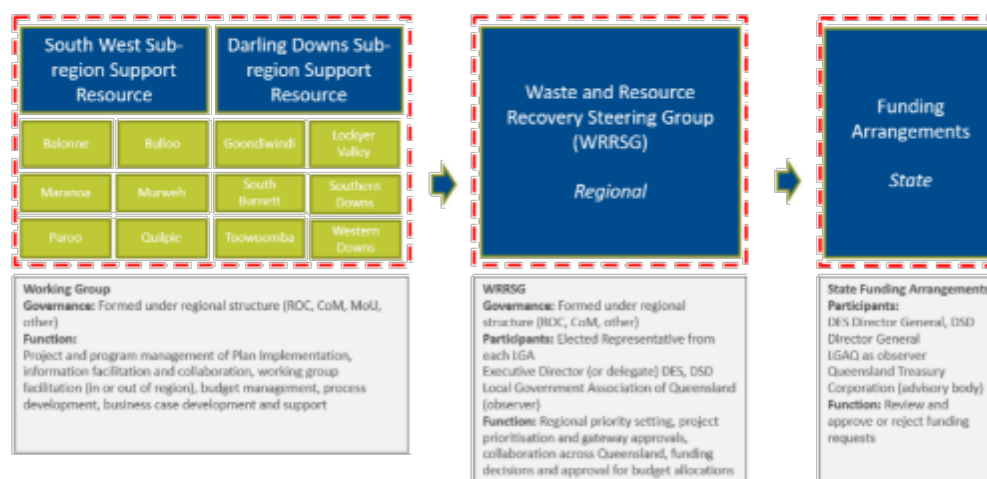 South West Sub-
region Support
Resource
Darling Downs Sub-
region Support
Resource
Balonne
Bulloo
Goondiwindi
Lockyer
Valley
Maranoa
Murweh
South
Burnett
Southern
Downs
Paroo
Quilpie
Toowoomba
Western
Downs
Waste and Resource
Recovery Steering Group
(WRRSG)
Regional
Funding
Arrangements
State
Working Group
Governance: Formed under regional structure (ROC, CoM, MoU,
other)
Function:
Project and program management of Plan Implementation,
information facilitation and collaboration, working group
facilitation (in or out of region), budget management, process
development, business case development and support
WRRSG
Governance: Formed under regional
structure (ROC, CoM, other)
Participants: Elected Representative from
each LGA
Executive Director (or delegate) DES, DSD
Local Government Association of Queensland
(observer)
Function: Regional priority setting, project
prioritisation and gateway approvals,
collaboration across Queensland, funding
decisions and approval for budget allocations
State Funding Arrangements
Participants:
DES Director General, DSD
Director General
LGAQ as observer
Queensland Treasury
Corporation (advisory body)
Function: Review and
approve or reject funding
requests